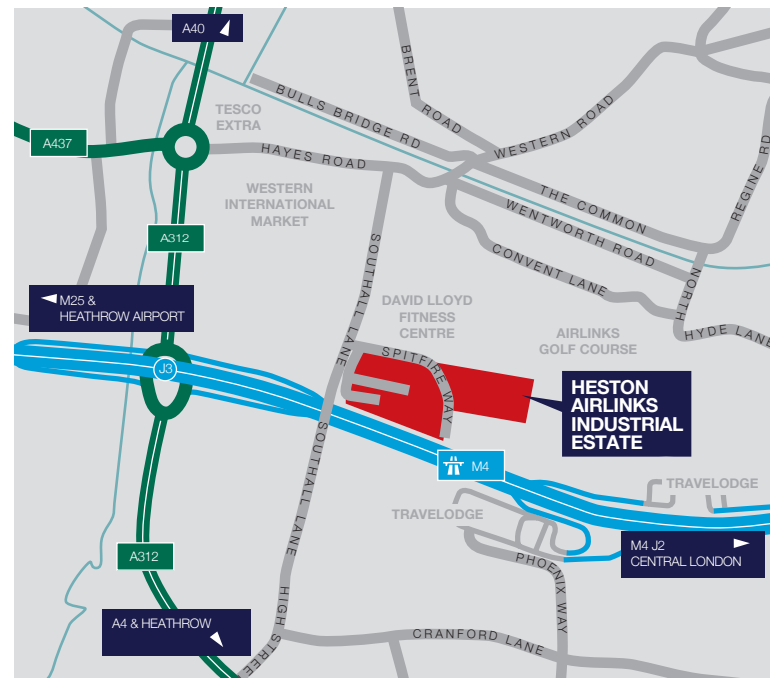 A40
BRENT ROAD
BULLS BRIDGE RD
WESTERN ROAD
REGINE RD
TESCO
EXTRA
A437
HAYES ROAD
WESTERN
INTERNATIONAL
MARKET
THE COMMON
WENTWORTH ROAD
CONVENT LANE
NORTH
HYDE LANE
A312
SOUTHALL LANE
M25 &
HEATHROW AIRPORT
DAVID LLOYD
FITNESS
CENTRE
AIRLINKS
GOLF COURSE
SPITFIRE WAY
J3
HESTON
AIRLINKS
INDUSTRIAL
ESTATE
SOUTHALL LANE
M4
TRAVELODGE
TRAVELODGE
A312
M4 J2
CENTRAL LONDON
PHOENIX WAY
A4 & HEATHROW
HIGH STREE
CRANFORD LANE